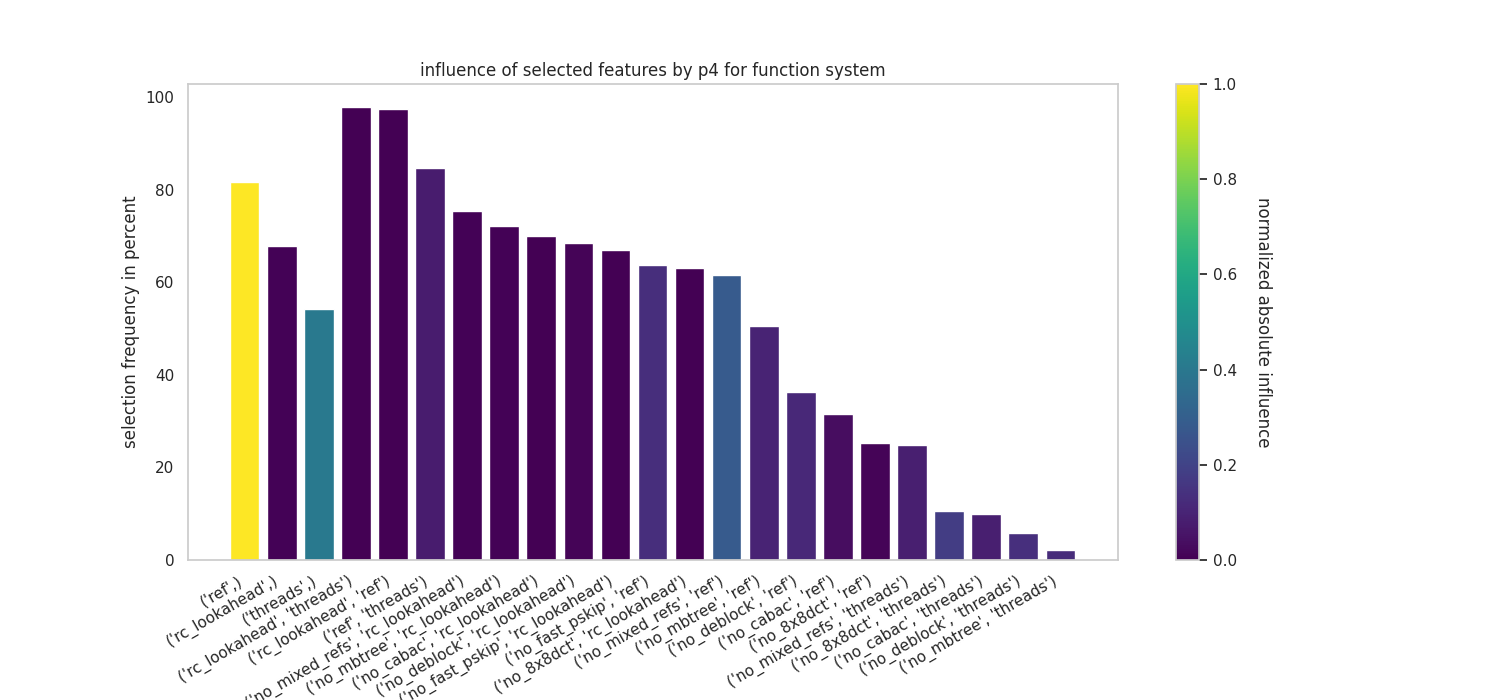 influence of selected features by p4 for function system
selection frequency in percent
100
80
60
40
20
0
('ref',)
('rc_lookahead',)
('threads',)
('rc_lookahead', 'threads')
('rc_lookahead', 'ref')
('ref', 'threads')
('no_mixed_refs', 'rc_lookahead')
('no_mbtree', 'rc_lookahead')
('no_cabac', 'rc_lookahead')
('no_deblock', 'rc_lookahead')
('no_fast_pskip', 'rc_lookahead')
('no_fast_pskip', 'ref')
('no_8x8dct', 'rc_lookahead')
('no_mixed_refs', 'ref')
('no_mbtree', 'ref')
('no_deblock', 'ref')
('no_cabac', 'ref')
('no_8x8dct', 'ref')
('no_mixed_refs', 'threads')
('no_8x8dct', 'threads')
('no_cabac', 'threads')
('no_deblock', 'threads')
('no_mbtree', 'threads')
1.0
0.8
0.6
0.4
0.2
0.0
normalized absolute influence